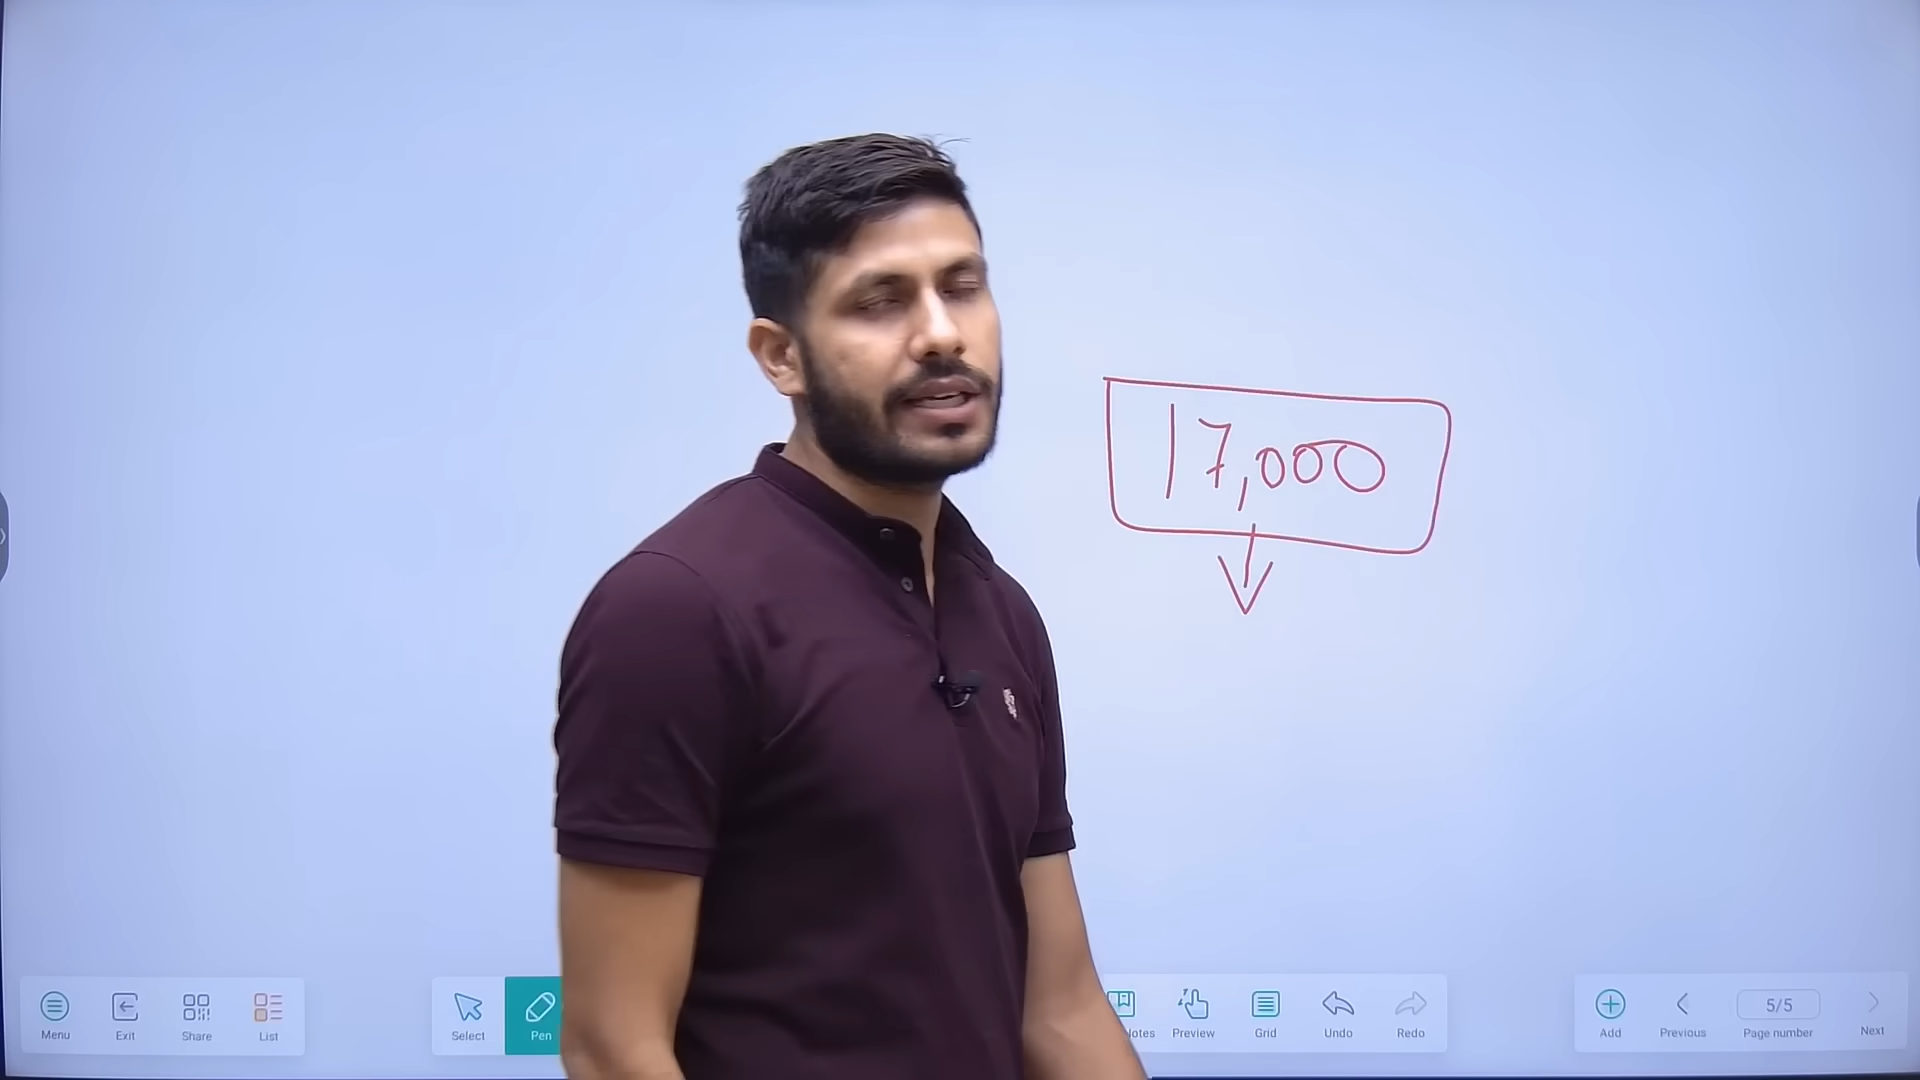 17,000
Menu
Exit
Share
List
Select
Pen
Notes
Preview
Grid
Undo
Redo
Add
Previous
5/5
Page number
Next